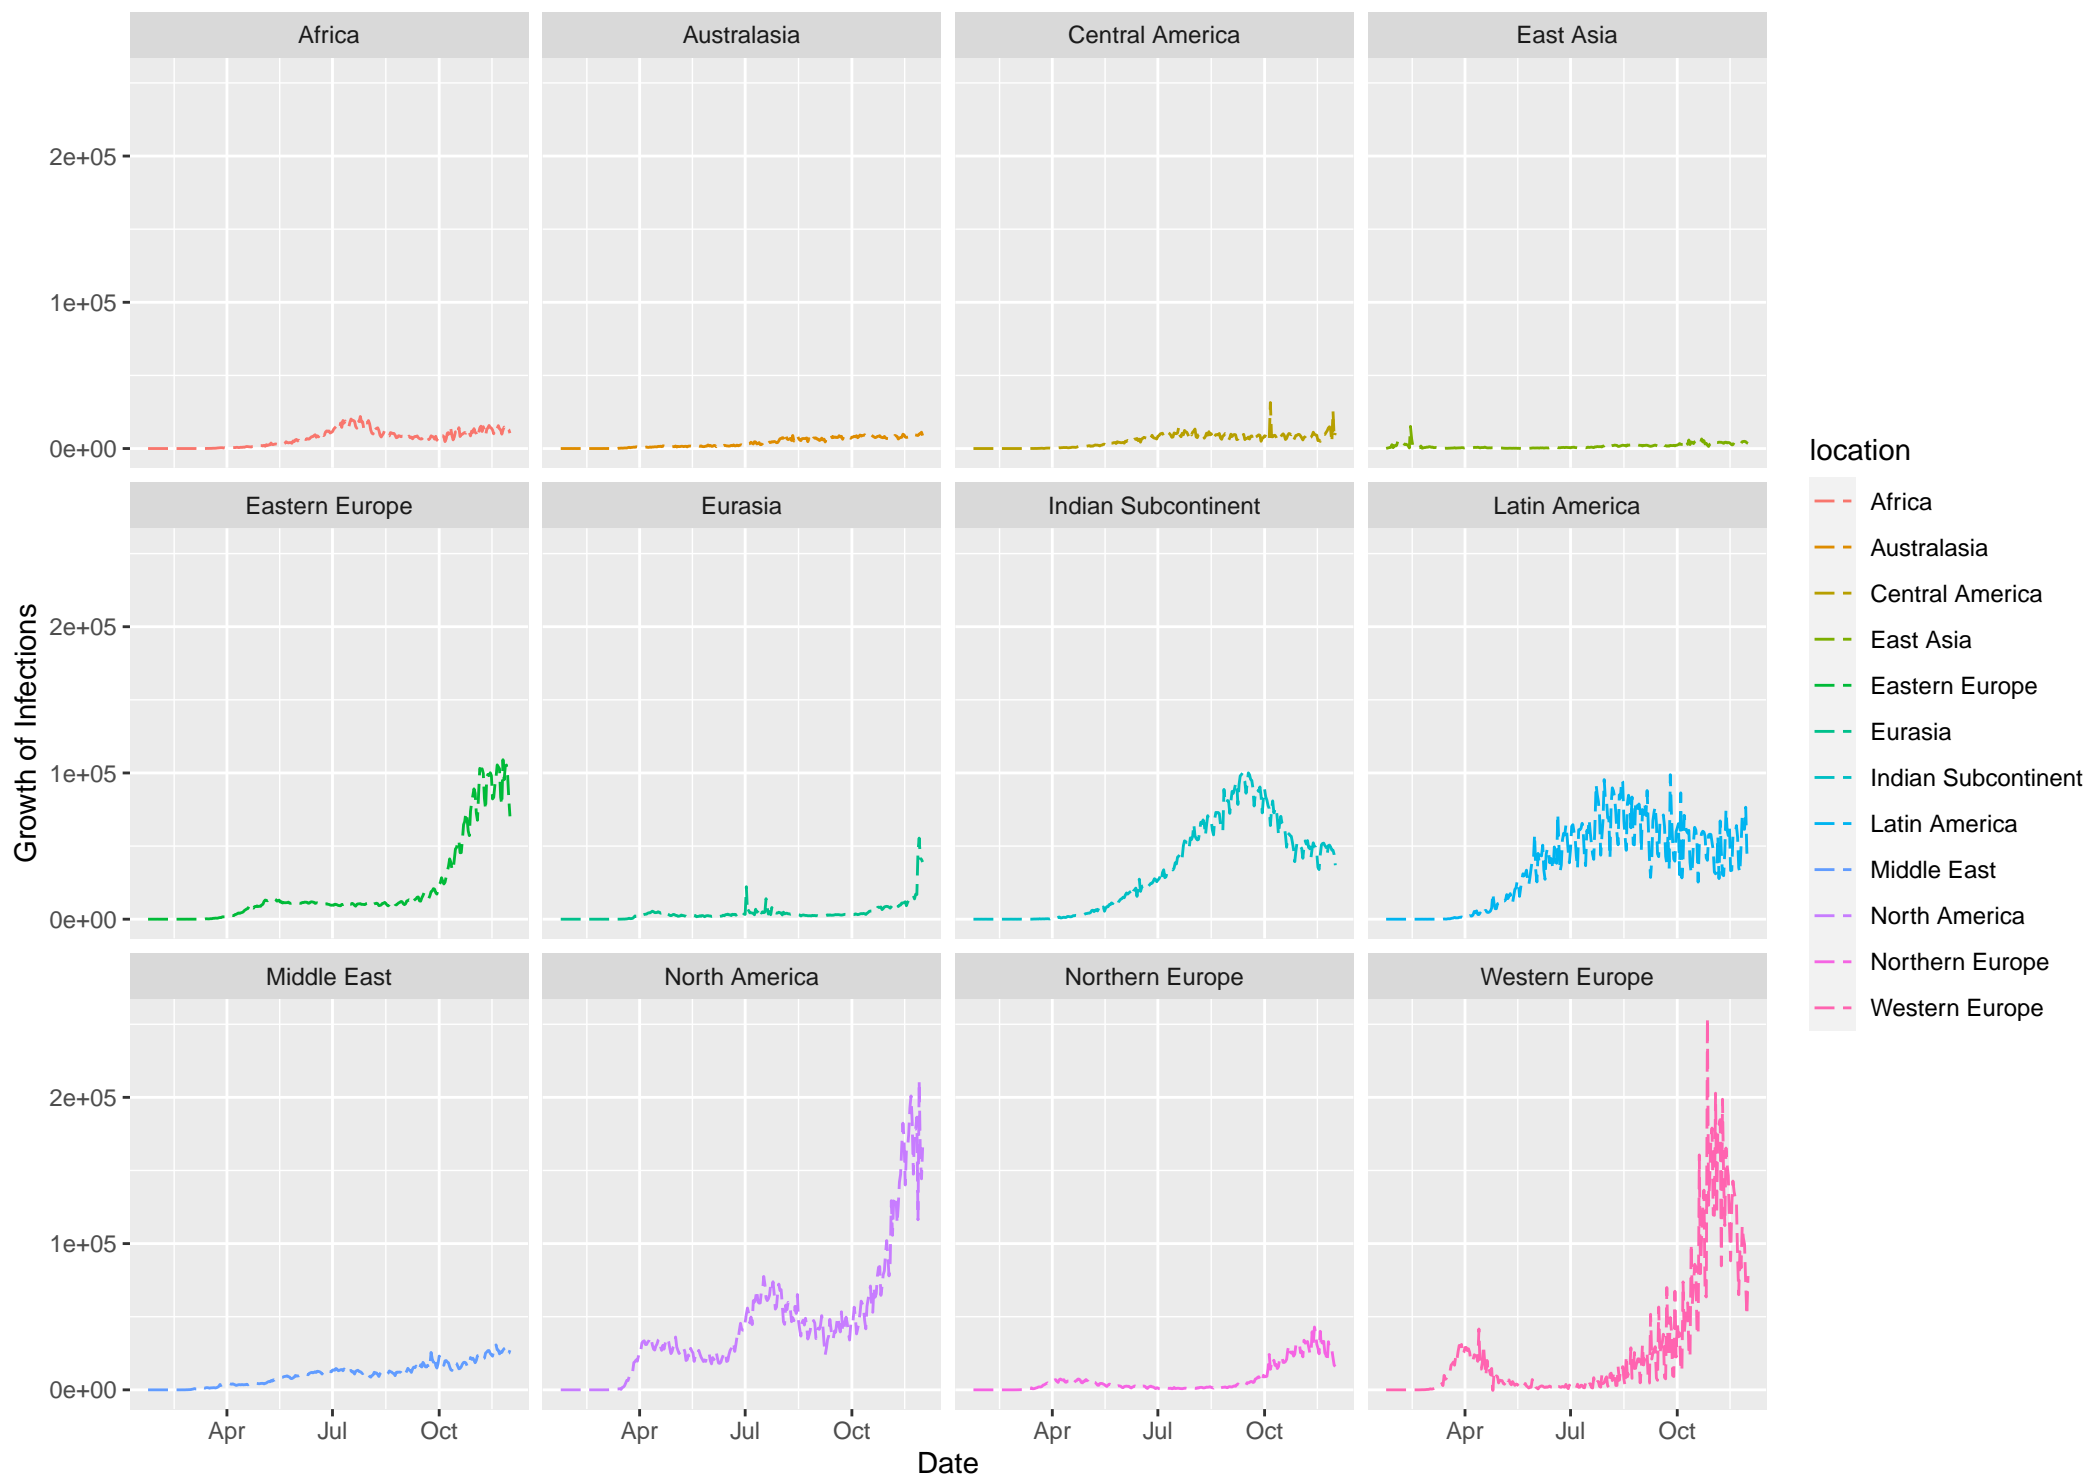 Africa
Australasia
Central America
East Asia
2e+05
1e+05
0e+00
Eastern Europe
Eurasia
Indian Subcontinent
Latin America
2e+05
1e+05
0e+00
Middle East
North America
Northern Europe
Western Europe
2e+05
1e+05
0e+00
Apr Jul Oct
Apr Jul Oct
Apr Jul Oct
Apr Jul Oct
Date
Growth of Infections
location
Africa
Australasia
Central America
East Asia
Eastern Europe
Eurasia
Indian Subcontinent
Latin America
Middle East
North America
Northern Europe
Western Europe